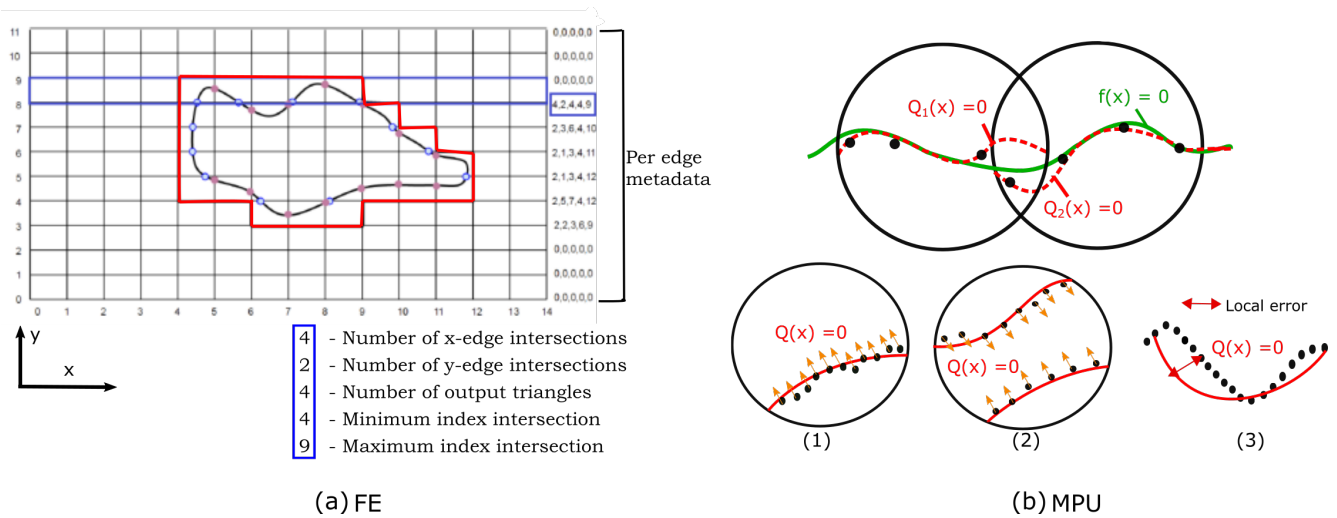 11 0,0,0,0,0
10 0,0,0,0,0
9 0,0,0,0,0
8 4,2,4,4,9
7 2,3,6,4,10
6 2,1,3,4,11
5 2,1,3,4,12
4 2,5,7,4,12
3 2,2,3,6,9
2 0,0,0,0,0
1 0,0,0,0,0
0 0,0,0,0,0
0 1 2 3 4 5 6 7 8 9 10 11 12 13 14
Per edge
metadata
y
x
4 - Number of x-edge intersections
2 - Number of y-edge intersections
4 - Number of output triangles
4 - Minimum index intersection
9 - Maximum index intersection
(a) FE
Q₁(x) =0
f(x) = 0
Q₂(x) =0
Q(x) =0
(1)
Q(x) =0
(2)
Local error
Q(x) =0
(3)
(b) MPU